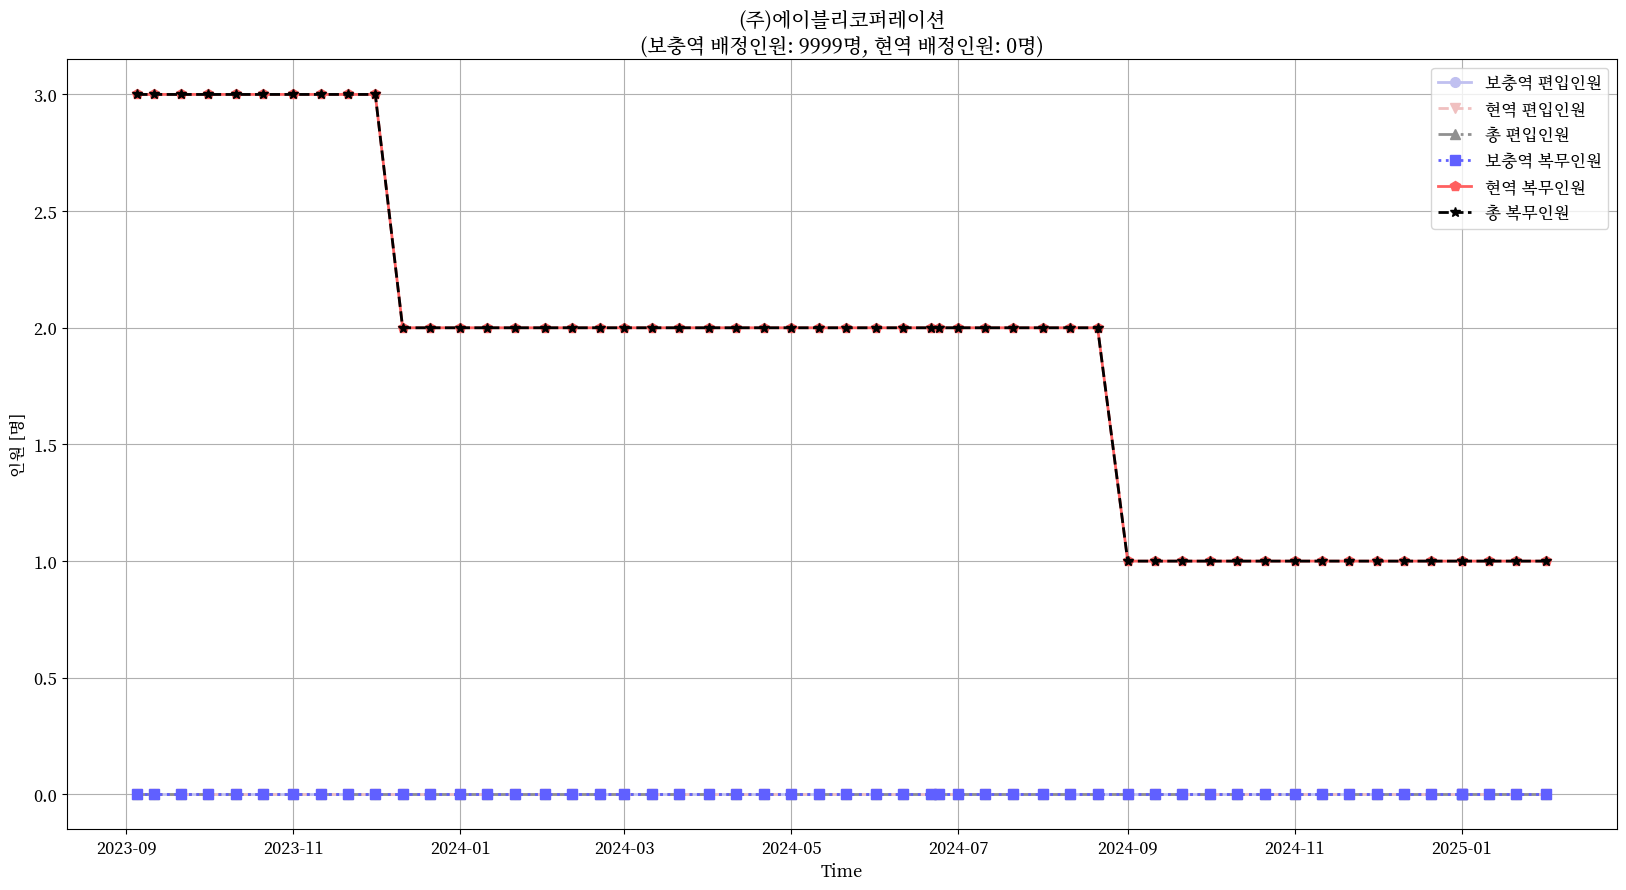 (주)에이블리코퍼레이션
(보충역 배정인원: 9999명, 현역 배정인원: 0명)
보충역 편입인원
현역 편입인원
총 편입인원
보충역 복무인원
현역 복무인원
총 복무인원
인원 [명]
3.0
2.5
2.0
1.5
1.0
0.5
0.0
2023-09 2023-11 2024-01 2024-03 2024-05 2024-07 2024-09 2024-11 2025-01
Time